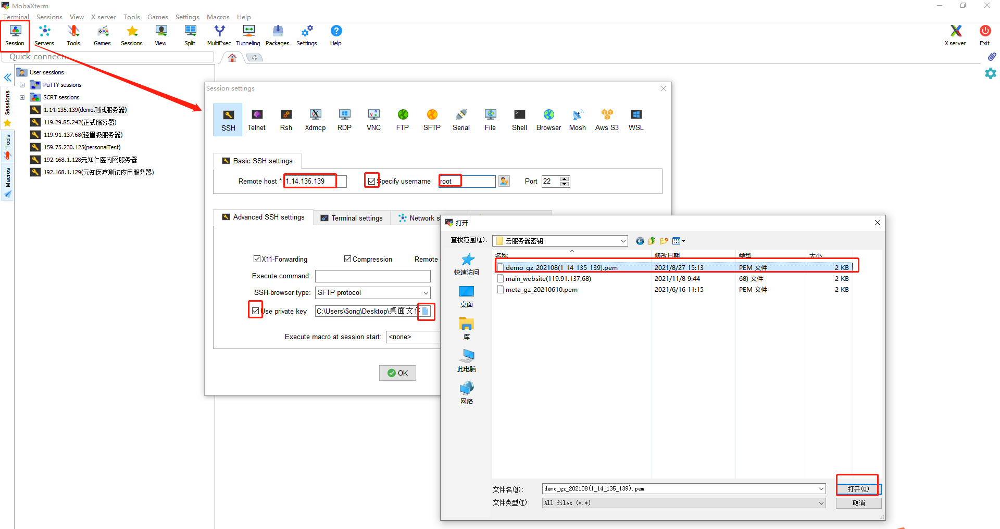 MobaXterm
Terminal Sessions View X server Tools Games Settings Macros Help
Session Servers Tools Games Sessions View Split MultiExec Tunneling Packages Settings Help X server Exit
Quick connect...
User sessions
PuTTY sessions
SCRT sessions
1.14.135.139(demo测试服务器)
119.29.85.242(正式服务器)
119.91.137.68(轻量级服务器)
159.75.230.125(personalTest)
192.168.1.128元知仁医内网服务器
192.168.1.129(元知医疗测试应用服务器)
Sessions
Tools
Macros
Session settings
SSH Telnet Rsh Xdmcp RDP VNC FTP SFTP Serial File Shell Browser Mosh Aws S3 WSL
Basic SSH settings
Remote host * 1.14.135.139 Specify username root Port 22
Advanced SSH settings Terminal settings Network s
X11-Forwarding Compression Remote
Execute command:
SSH-browser type: SFTP protocol
Use private key C:\Users\$ong\Desktop\桌面文件
Execute macro at session start: <none>
OK
打开
查找范围(I): 云服务器密钥
名称 修改日期 类型 大小
demo_gz_202108(1_14_135_139).pem 2021/8/27 15:13 PEM 文件 2 KB
main_website(119.91.137.68) 2021/11/8 9:44 68) 文件 2 KB
meta_gz_20210610.pem 2021/6/16 11:15 PEM 文件 2 KB
快速访问
桌面
库
此电脑
网络
文件名(N): demo_gz_202108(1_14_135_139).pem 打开(O)
文件类型(T): All files (*.*) 取消